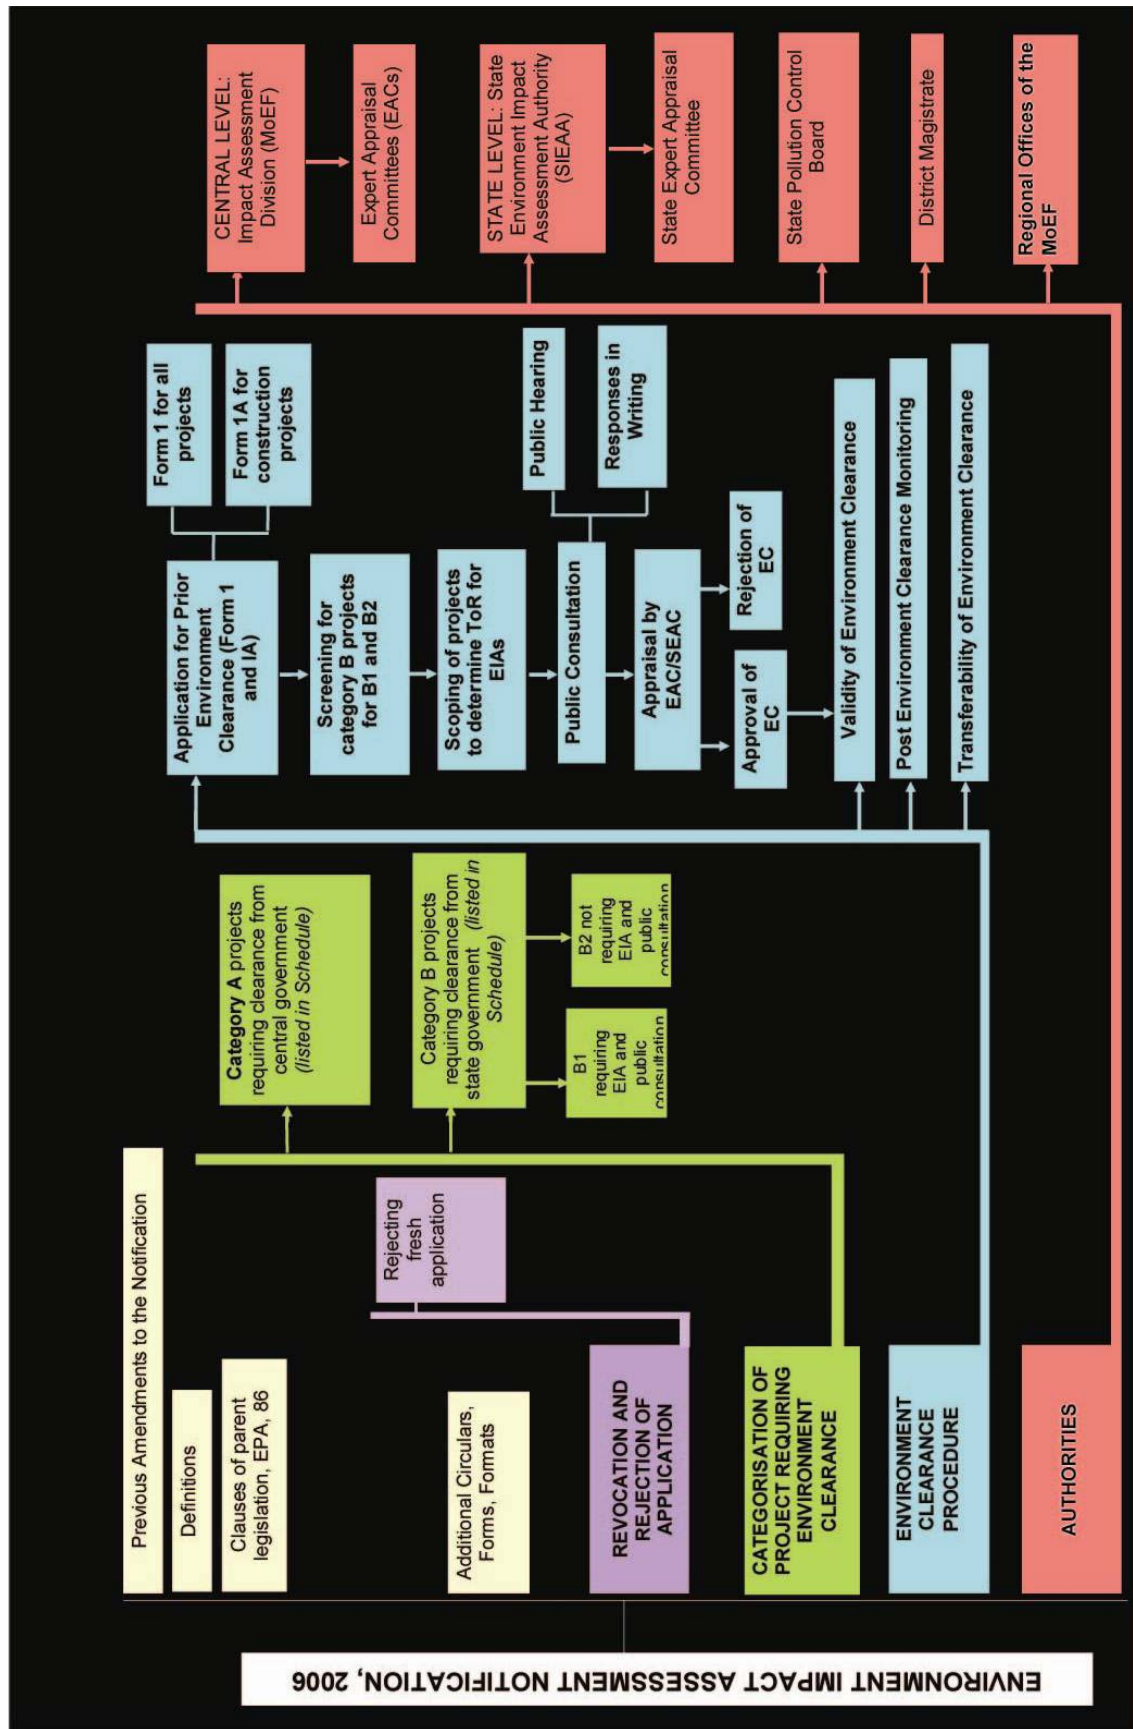 ENVIRONMENT IMPACT ASSESSMENT NOTIFICATION, 2006
Previous Amendments to the Notification
Definitions
Clauses of parent
legislation, EPA, 86
Additional Circulars,
Forms, Formats
REVOCATION AND
REJECTION OF
APPLICATION
Rejecting
fresh
application
CATEGORISATION OF
PROJECT REQUIRING
ENVIRONMENT
CLEARANCE
Category A projects
requiring clearance from
central government
(listed in Schedule)
Category B projects
requiring clearance from
state government (listed in
Schedule)
B1
requiring
EIA and
public
consultation
B2 not
requiring
EIA and
public
consultation
ENVIRONMENT
CLEARANCE
PROCEDURE
Application for Prior
Environment
Clearance (Form 1
and IA)
Form 1 for all
projects
Form 1A for
construction
projects
Screening for
category B projects
for B1 and B2
Scoping of projects
to determine ToR for
EIAs
Public Consultation
Public Hearing
Responses in
Writing
Appraisal by
EAC/SEAC
Approval of
EC
Rejection of
EC
Validity of Environment Clearance
Post Environment Clearance Monitoring
Transferability of Environment Clearance
AUTHORITIES
CENTRAL LEVEL:
Impact Assessment
Division (MoEF)
Expert Appraisal
Committees (EACs)
STATE LEVEL: State
Environment Impact
Assessment Authority
(SIEAA)
State Expert Appraisal
Committee
State Pollution Control
Board
District Magistrate
Regional Offices of the
MoEF